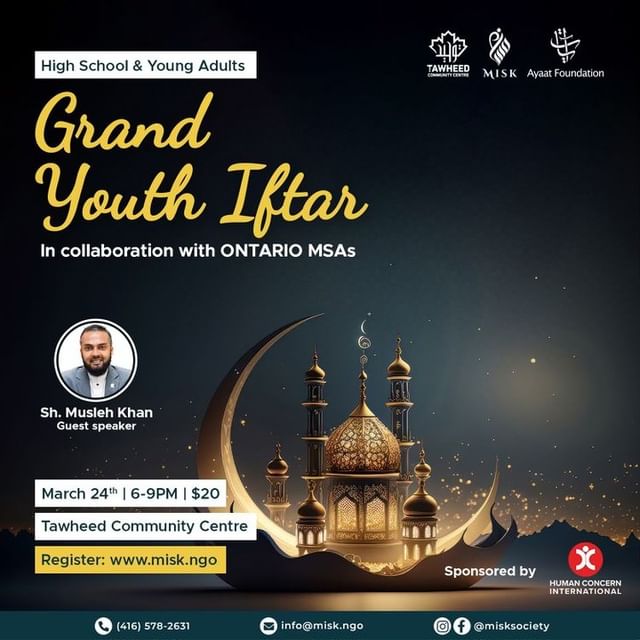 High School & Young Adults
TAWHEED
COMMUNITY CENTRE
MISK
Ayaat Foundation
Grand
Youth Iftar
In collaboration with ONTARIO MSAs
Sh. Musleh Khan
Guest speaker
March 24th | 6-9PM | $20
Tawheed Community Centre
Register: www.misk.ngo
Sponsored by
HUMAN CONCERN
INTERNATIONAL
(416) 578-2631
info@misk.ngo
@misksociety